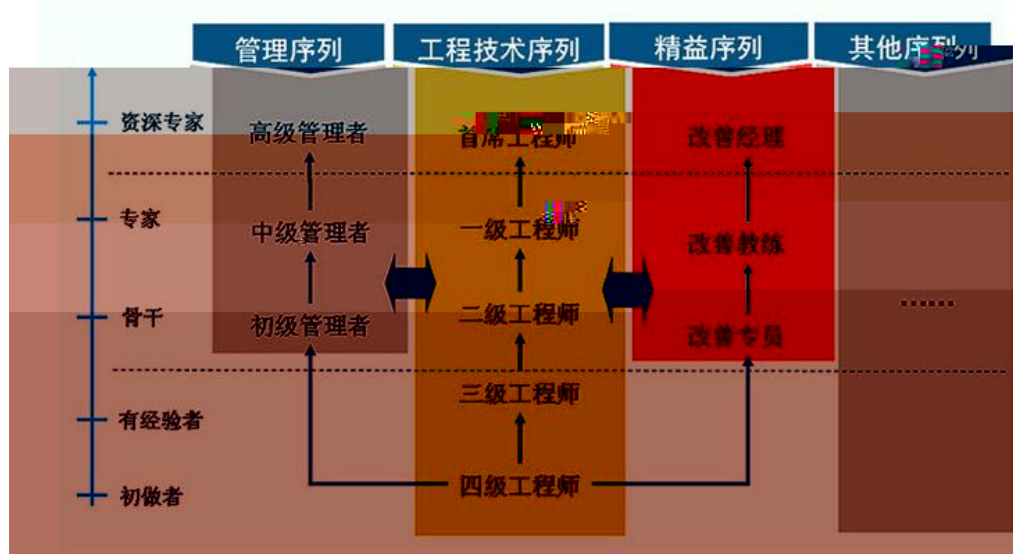 管理序列
工程技术序列
精益序列
其他序列
资深专家
高级管理者
首席工程师
改善经理
专家
中级管理者
一级工程师
改善教练
骨干
初级管理者
二级工程师
改善专员
……
三级工程师
有经验者
初做者
四级工程师